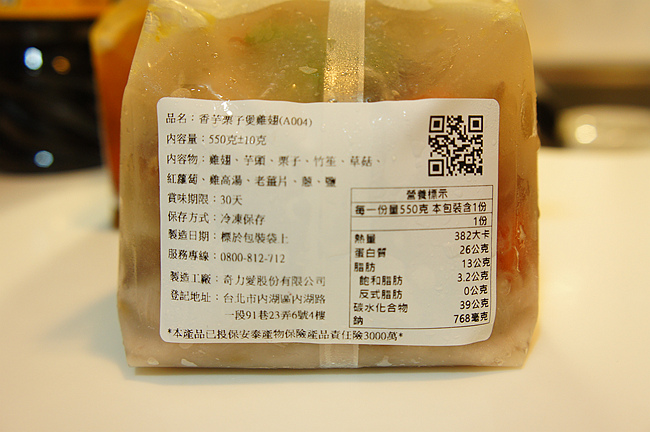 品名：香芋栗子煲雞翅(A004)
內容量：550克±10克
內容物：雞翅、芋頭、栗子、竹笙、草菇、
紅蘿蔔、雞高湯、老薑片、蔥、鹽
賞味期限：30天
保存方式：冷凍保存
製造日期：標於包裝袋上
服務專線：0800-812-712
製造工廠：奇力愛股份有限公司
登記地址：台北市內湖區內湖路
一段91巷23弄6號4樓
*本產品已投保安泰產物保險產品責任險3000萬*
營養標示
每一份量550克 本包裝含1份
1份
熱量 382大卡
蛋白質 26公克
脂肪 13公克
飽和脂肪 3.2公克
反式脂肪 0公克
碳水化合物 39公克
鈉 768毫克